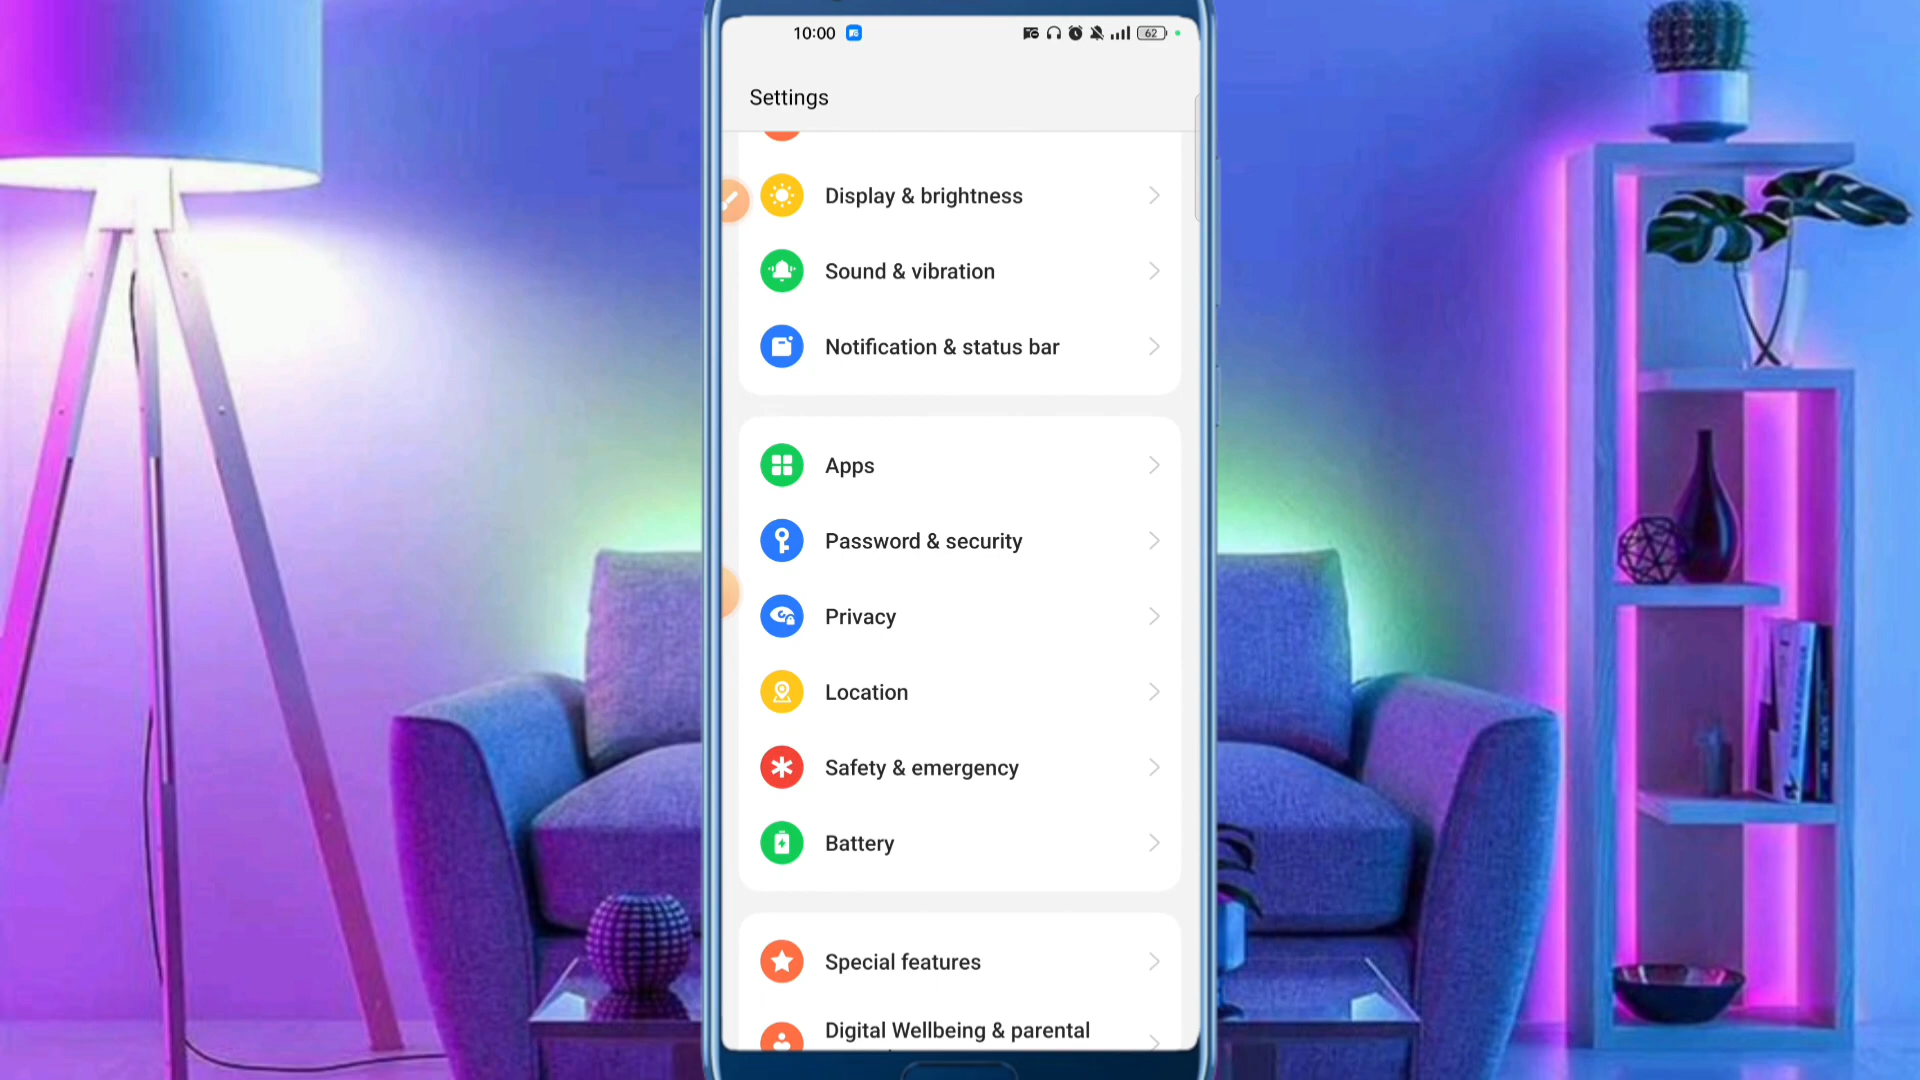 10:00
62
Settings
Display & brightness
Sound & vibration
Notification & status bar
Apps
Password & security
Privacy
Location
Safety & emergency
Battery
Special features
Digital Wellbeing & parental